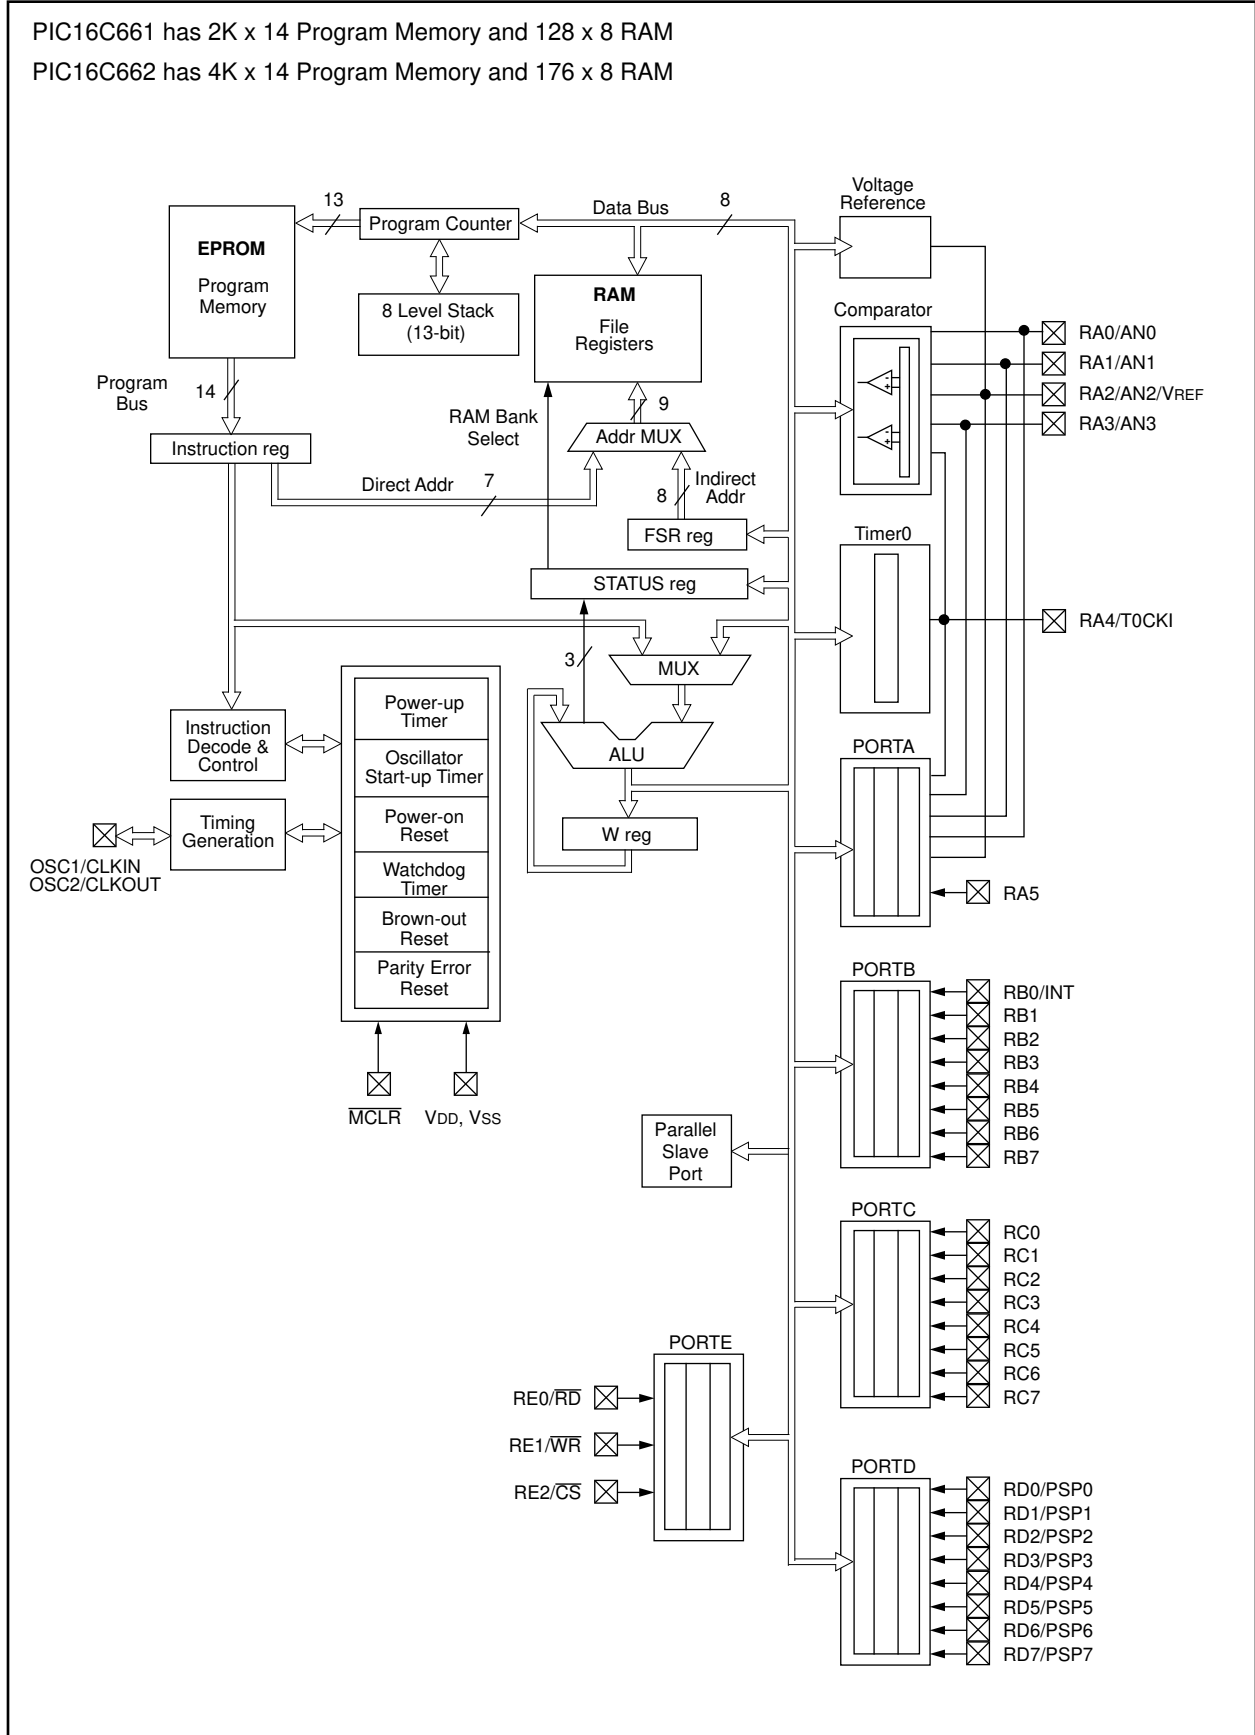 PIC16C661 has 2K x 14 Program Memory and 128 x 8 RAM
PIC16C662 has 4K x 14 Program Memory and 176 x 8 RAM
EPROM
Program
Memory
13
Program Counter
8 Level Stack
(13-bit)
Data Bus
8
RAM
File
Registers
Voltage
Reference
Comparator
-
+
-
+
RA0/AN0
RA1/AN1
RA2/AN2/VREF
RA3/AN3
Program
Bus
14
Instruction reg
RAM Bank
Select
9
Addr MUX
Direct Addr
7
8
Indirect
Addr
FSR reg
STATUS reg
Timer0
RA4/T0CKI
3
MUX
ALU
W reg
Instruction
Decode &
Control
Timing
Generation
OSC1/CLKIN
OSC2/CLKOUT
Power-up
Timer
Oscillator
Start-up Timer
Power-on
Reset
Watchdog
Timer
Brown-out
Reset
Parity Error
Reset
MCLR
VDD, VSS
PORTA
RA5
PORTB
RB0/INT
RB1
RB2
RB3
RB4
RB5
RB6
RB7
Parallel
Slave
Port
PORTC
RC0
RC1
RC2
RC3
RC4
RC5
RC6
RC7
PORTE
RE0/RD
RE1/WR
RE2/CS
PORTD
RD0/PSP0
RD1/PSP1
RD2/PSP2
RD3/PSP3
RD4/PSP4
RD5/PSP5
RD6/PSP6
RD7/PSP7